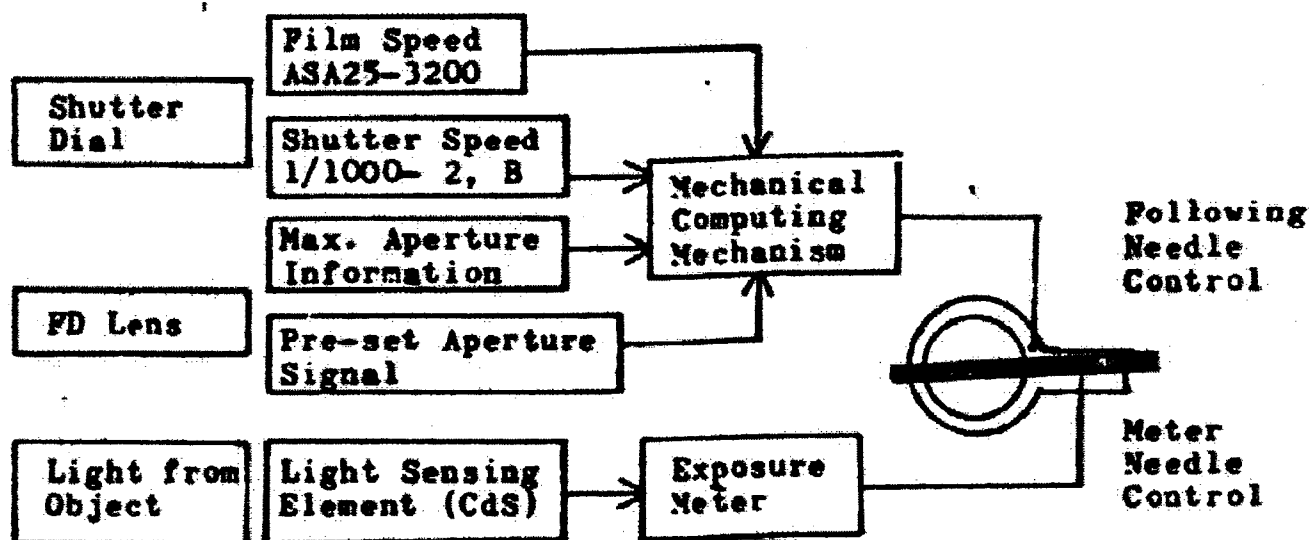 Film Speed
ASA25-3200
Shutter
Dial
Shutter Speed
1/1000- 2, B
Mechanical
Computing
Mechanism
Max. Aperture
Information
Following
Needle
Control
FD Lens
Pre-set Aperture
Signal
Light from
Object
Light Sensing
Element (CdS)
Exposure
Meter
Meter
Needle
Control